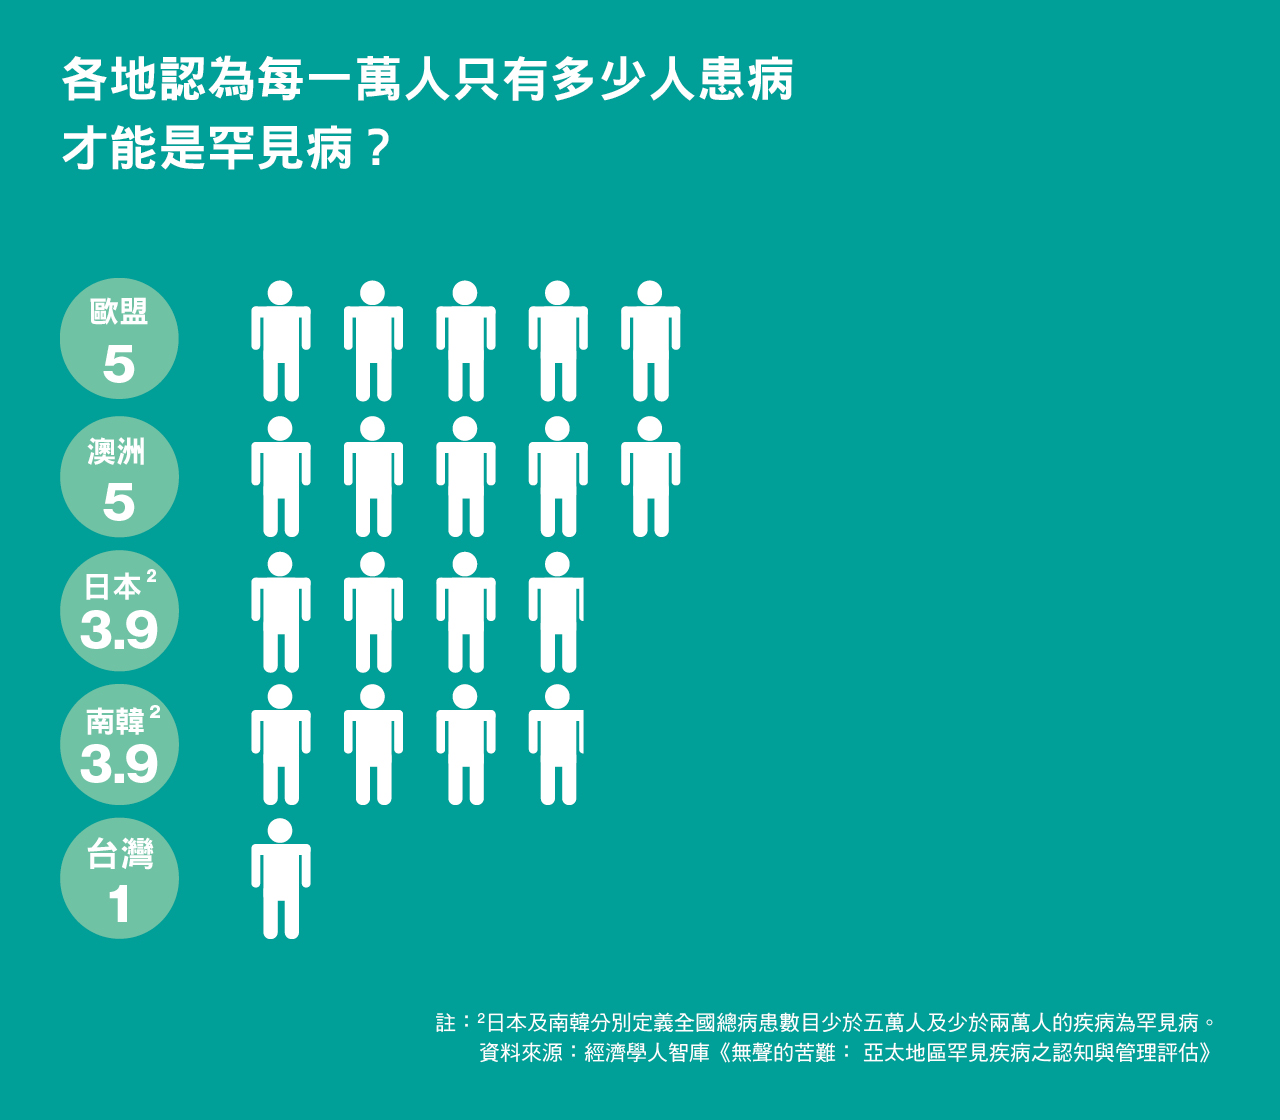 各地認為每一萬人只有多少人患病
才能是罕見病？
歐盟
5
澳洲
5
日本²
3.9
南韓²
3.9
台灣
1
註：²日本及南韓分別定義全國總病患數目少於五萬人及少於兩萬人的疾病為罕見病。
資料來源：經濟學人智庫《無聲的苦難： 亞太地區罕見疾病之認知與管理評估》